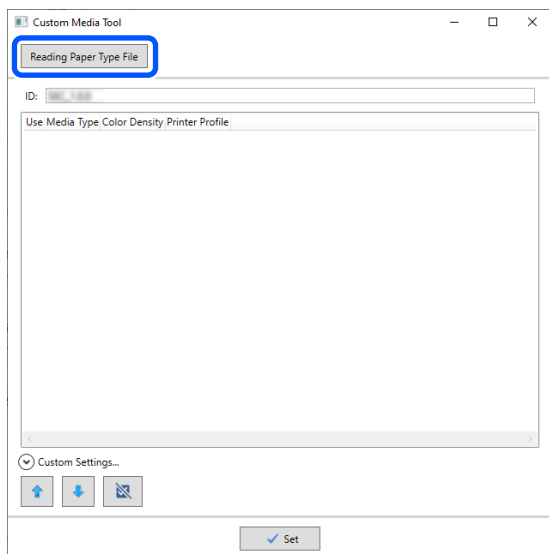 Custom Media Tool
Reading Paper Type File
ID:
Use Media Type Color Density Printer Profile
Custom Settings...
Set